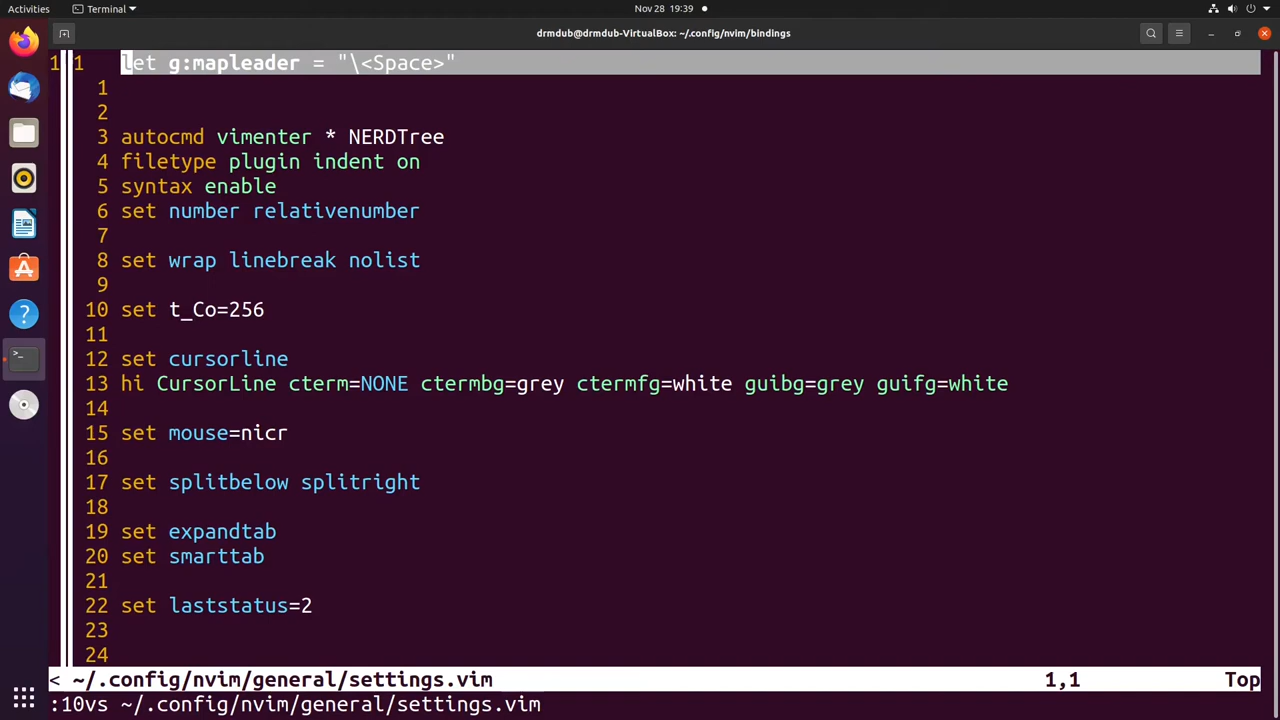 Activities Terminal Nov 28 19:39
drmdub@drmdub-VirtualBox: ~/.config/nvim/bindings
1 1 let g:mapleader = "\<Space>"
1
2
3 autocmd vimenter * NERDTree
4 filetype plugin indent on
5 syntax enable
6 set number relativenumber
7
8 set wrap linebreak nolist
9
10 set t_Co=256
11
12 set cursorline
13 hi CursorLine cterm=NONE ctermbg=grey ctermfg=white guibg=grey guifg=white
14
15 set mouse=nicr
16
17 set splitbelow splitright
18
19 set expandtab
20 set smarttab
21
22 set laststatus=2
23
24
< ~/.config/nvim/general/settings.vim 1,1 Top
:10vs ~/.config/nvim/general/settings.vim